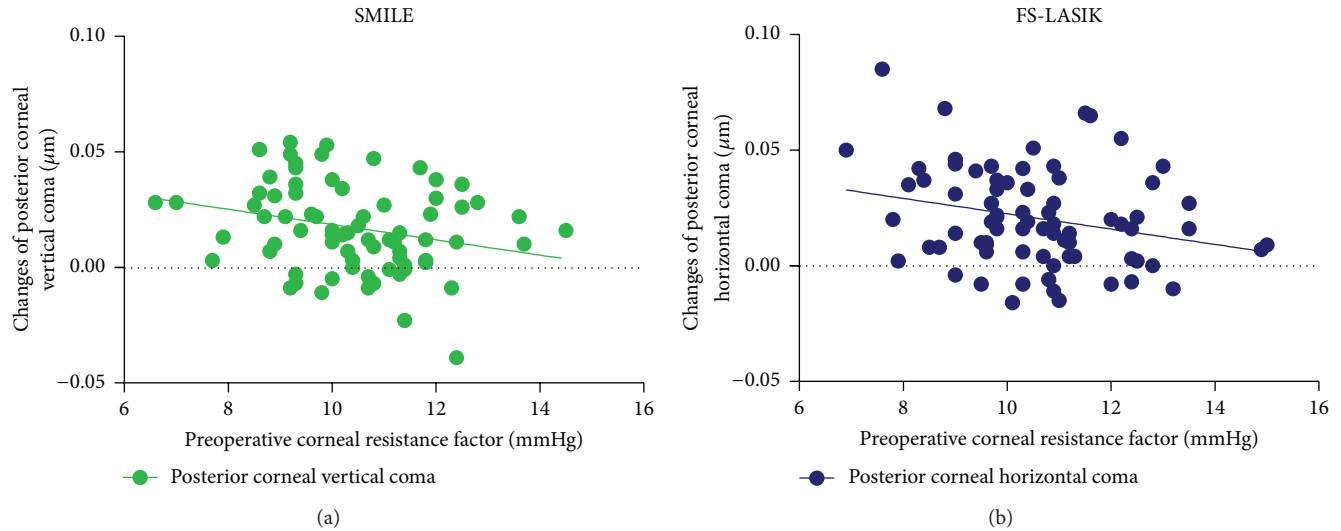 SMILE
0.10
0.05
0.00
−0.05
Changes of posterior corneal
vertical coma (μm)
6 8 10 12 14 16
Preoperative corneal resistance factor (mmHg)
Posterior corneal vertical coma
(a)
FS-LASIK
0.10
0.05
0.00
−0.05
Changes of posterior corneal
horizontal coma (μm)
6 8 10 12 14 16
Preoperative corneal resistance factor (mmHg)
Posterior corneal horizontal coma
(b)